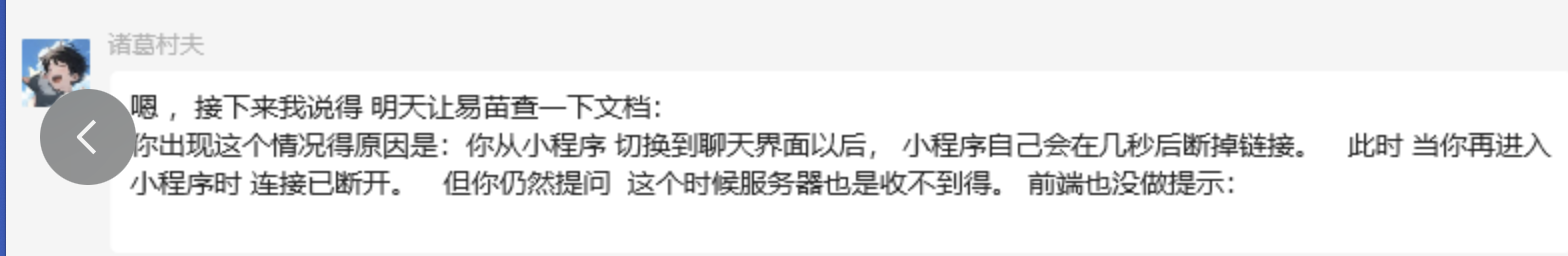 诸葛村夫
嗯 ，接下来我说得 明天让易苗查一下文档：
你出现这个情况得原因是：你从小程序 切换到聊天界面以后， 小程序自己会在几秒后断掉链接。 此时 当你再进入
小程序时 连接已断开。 但你仍然提问 这个时候服务器也是收不到得。 前端也没做提示：